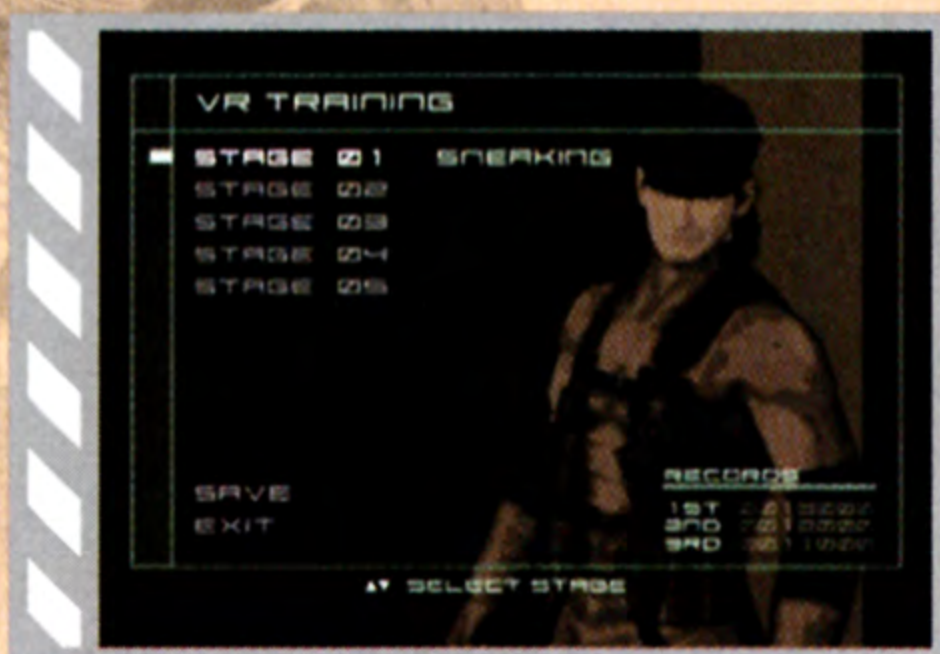 VR TRAINING
STAGE 01 SNEAKING
STAGE 02
STAGE 03
STAGE 04
STAGE 05
SAVE
EXIT
RECORDS
1ST
2ND
3RD
▲▼ SELECT STAGE